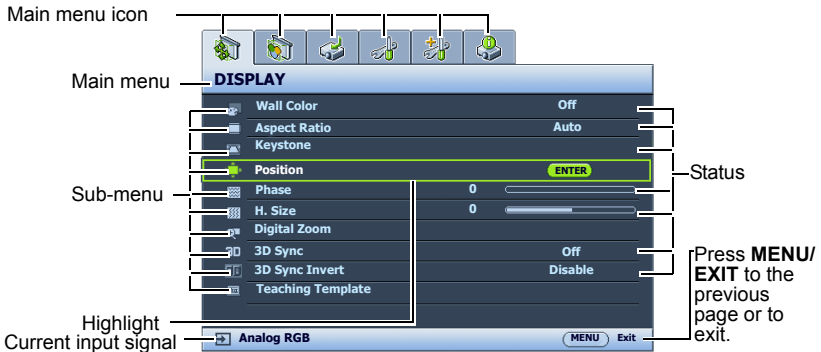 Main menu icon
Main menu
DISPLAY
Wall Color Off
Aspect Ratio Auto
Keystone
Position ENTER
Status
Sub-menu
Phase 0
H. Size 0
Digital Zoom
3D 3D Sync Off
3D Sync Invert Disable
Teaching Template
Press MENU/
EXIT to the
previous
page or to
exit.
Highlight
Current input signal
Analog RGB MENU Exit